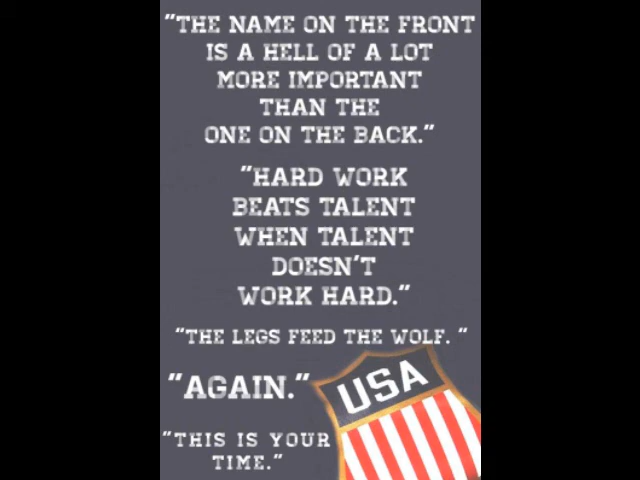 "THE NAME ON THE FRONT
IS A HELL OF A LOT
MORE IMPORTANT
THAN THE
ONE ON THE BACK."
"HARD WORK
BEATS TALENT
WHEN TALENT
DOESN'T
WORK HARD."
"THE LEGS FEED THE WOLF. "
"AGAIN."
USA
"THIS IS YOUR
TIME."